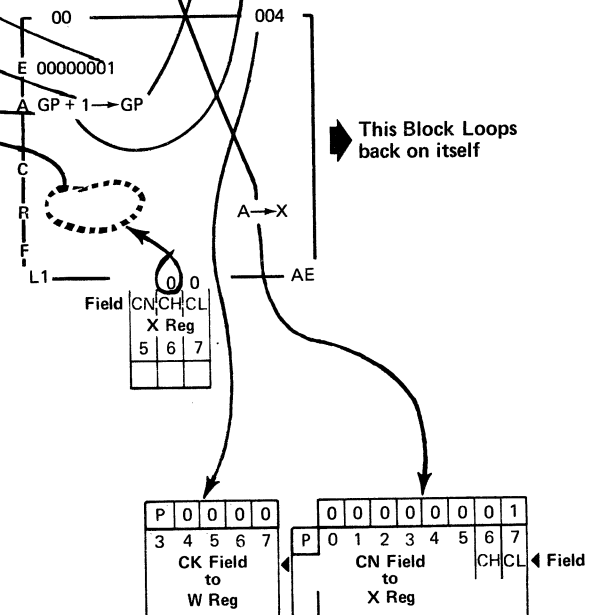 00 004
E 00000001
A GP + 1→GP
This Block Loops
back on itself
C
R A→X
F
L1 0 0 AE
Field CN CH CL
X Reg
5 6 7
P 0 0 0 0
0 0 0 0 0 0 0 1
3 4 5 6 7
P 0 1 2 3 4 5 6 7
CK Field
to
W Reg
CN Field
to
X Reg
CH CL Field